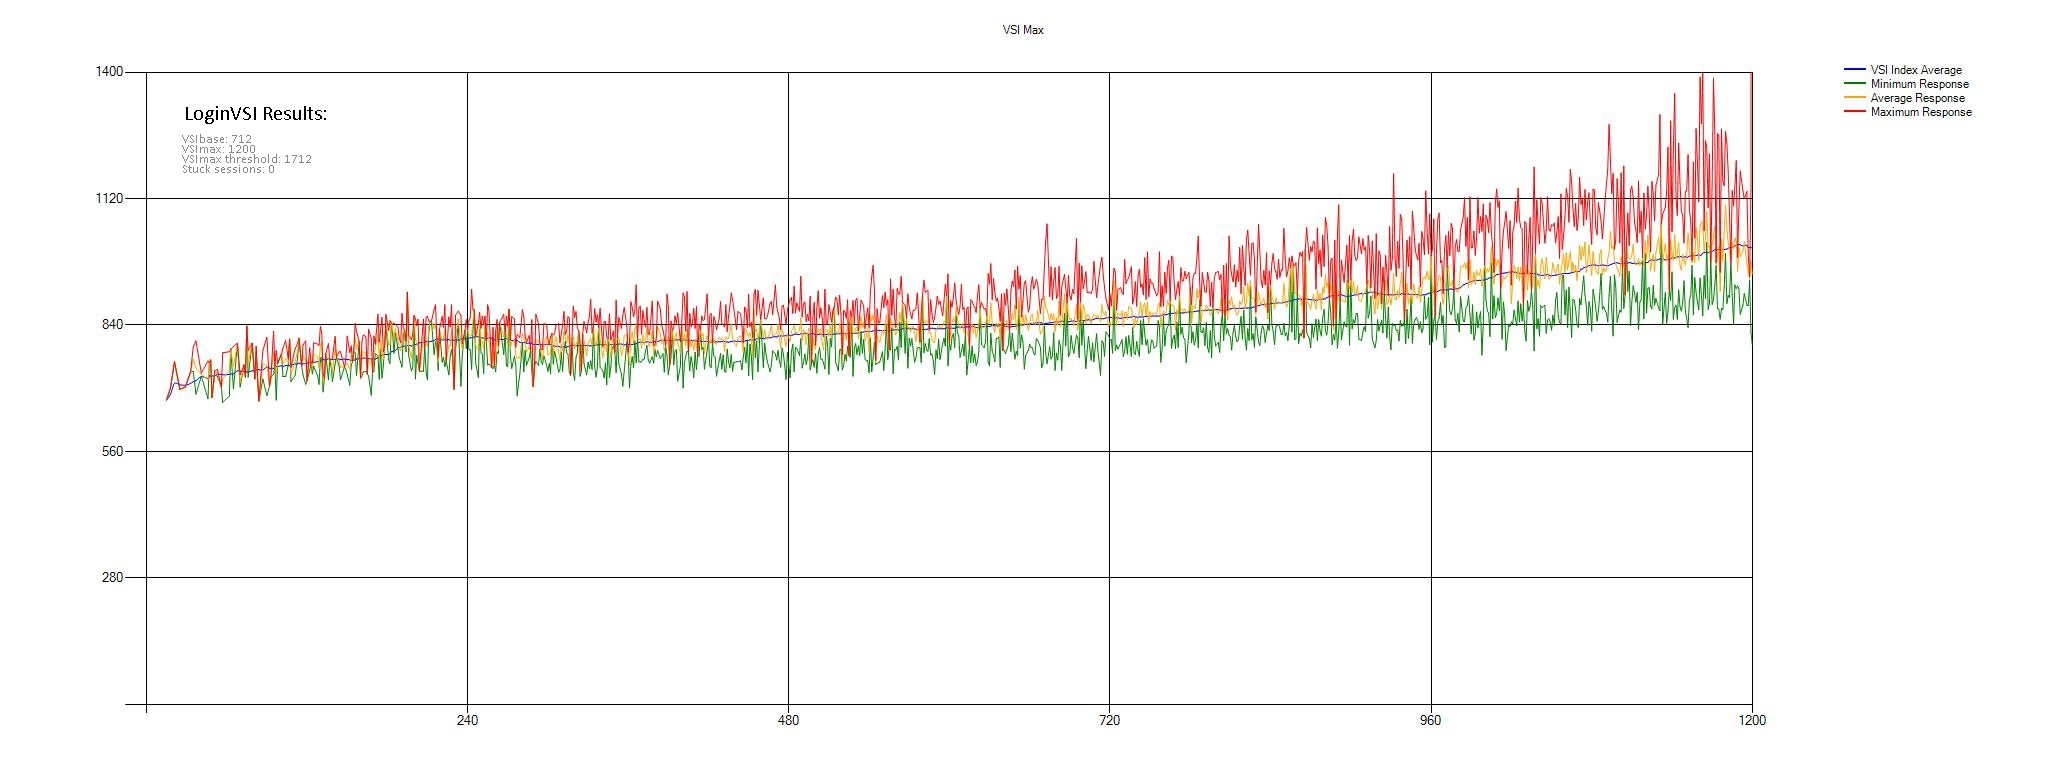 VSI Max
1400
1120
840
560
280
240
480
720
960
1200
LoginVSI Results:
VSIbase: 712
VSImax: 1200
VSImax threshold: 1712
Stuck sessions: 0
VSI Index Average
Minimum Response
Average Response
Maximum Response